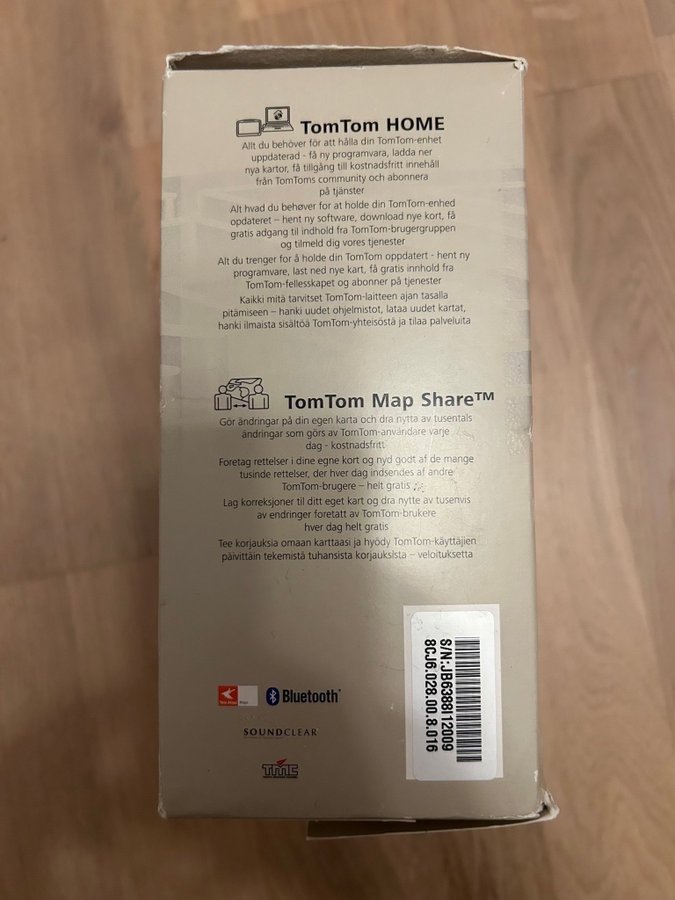 TomTom HOME
Allt du behöver för att hålla din TomTom-enhet
uppdaterad - få ny programvara, ladda ner
nya kartor, få tillgång till kostnadsfritt innehåll
från TomToms community och abonnera
på tjänster
Alt hvad du behøver for at holde din TomTom-enhed
opdateret – hent ny software, download nye kort, få
gratis adgang til indhold fra TomTom-brugergruppen
og tilmeld dig vores tjenester
Alt du trenger for å holde din TomTom oppdatert - hent ny
programvare, last ned nye kart, få gratis innhold fra
TomTom-fellesskapet og abonner på tjenester
Kaikki mitä tarvitset TomTom-laitteen ajan tasalla
pitämiseen – hanki uudet ohjelmistot, lataa uudet kartat,
hanki ilmaista sisältöä TomTom-yhteisöstä ja tilaa palveluita
TomTom Map Share™
Gör ändringar på din egen karta och dra nytta av tusentals
ändringar som görs av TomTom-användare varje
dag - kostnadsfritt
Foretag rettelser i dine egne kort og nyd godt af de mange
tusinde rettelser, der hver dag indsendes af andre
TomTom-brugere – helt gratis
Lag korreksjoner til ditt eget kart og dra nytte av tusenvis
av endringer foretatt av TomTom-brukere
hver dag helt gratis
Tee korjauksia omaan karttaasi ja hyödy TomTom-käyttäjien
päivittäin tekemistä tuhansista korjauksista – veloituksetta
S/N:JB6388I12009
8CJ6.028.00.8.016
Bluetooth
SOUNDCLEAR
TMC